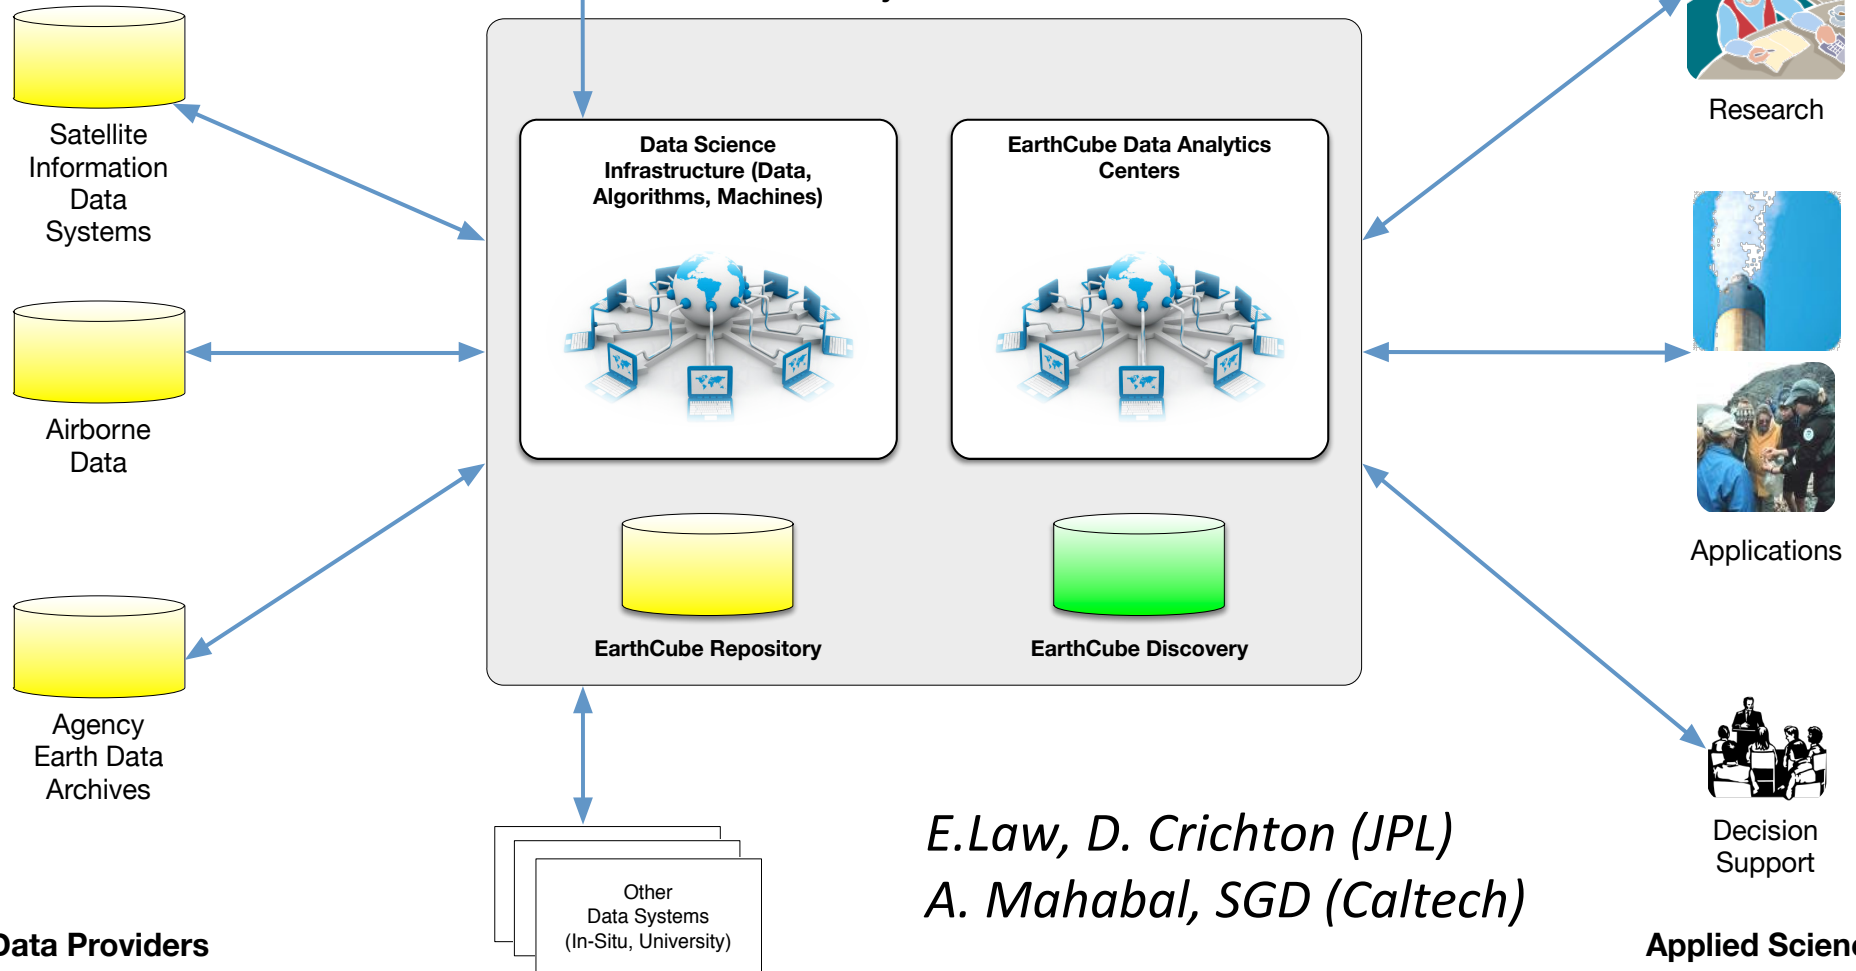 Satellite
Information
Data
Systems
Airborne
Data
Agency
Earth Data
Archives
Data Providers
Data Science
Infrastructure (Data,
Algorithms, Machines)
EarthCube Data Analytics
Centers
EarthCube Repository
EarthCube Discovery
Other
Data Systems
(In-Situ, University)
E.Law, D. Crichton (JPL)
A. Mahabal, SGD (Caltech)
Research
Applications
Decision
Support
Applied